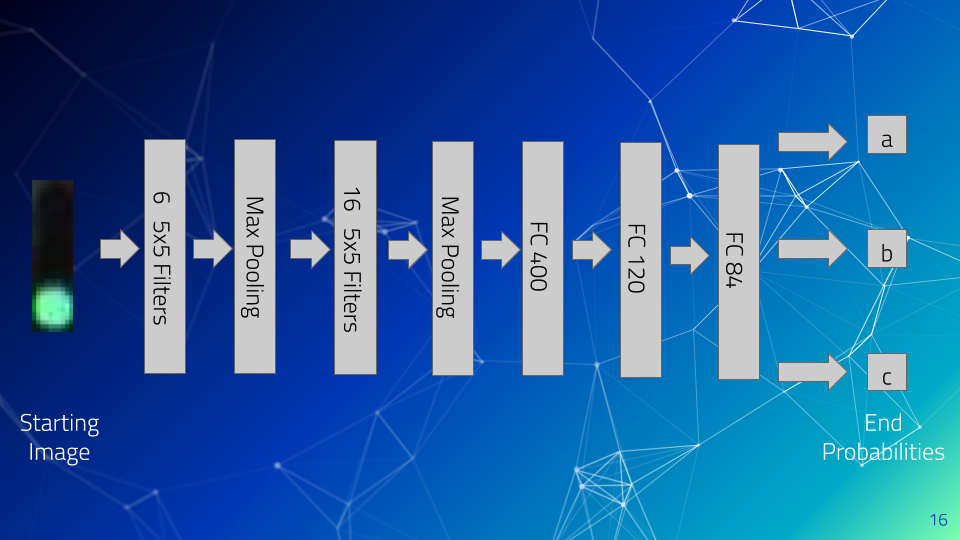 Starting
Image
6 5x5 Filters
Max Pooling
16 5x5 Filters
Max Pooling
FC 400
FC 120
FC 84
a
b
c
End
Probabilities
16